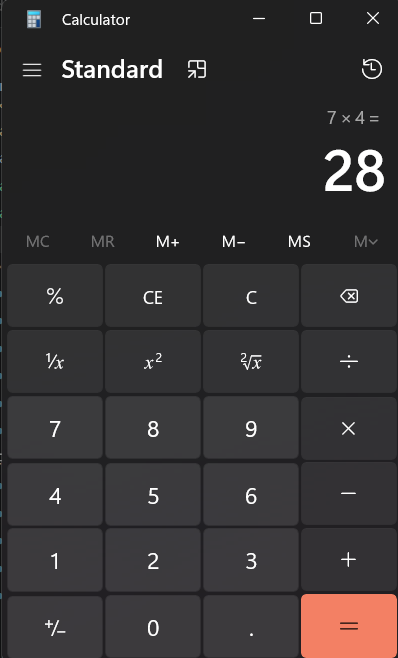 Calculator
Standard
7 × 4 =
28
MC MR M+ M− MS M
% CE C
⅟x x² ²√x ÷
7 8 9 ×
4 5 6 −
1 2 3 +
+/− 0 . =